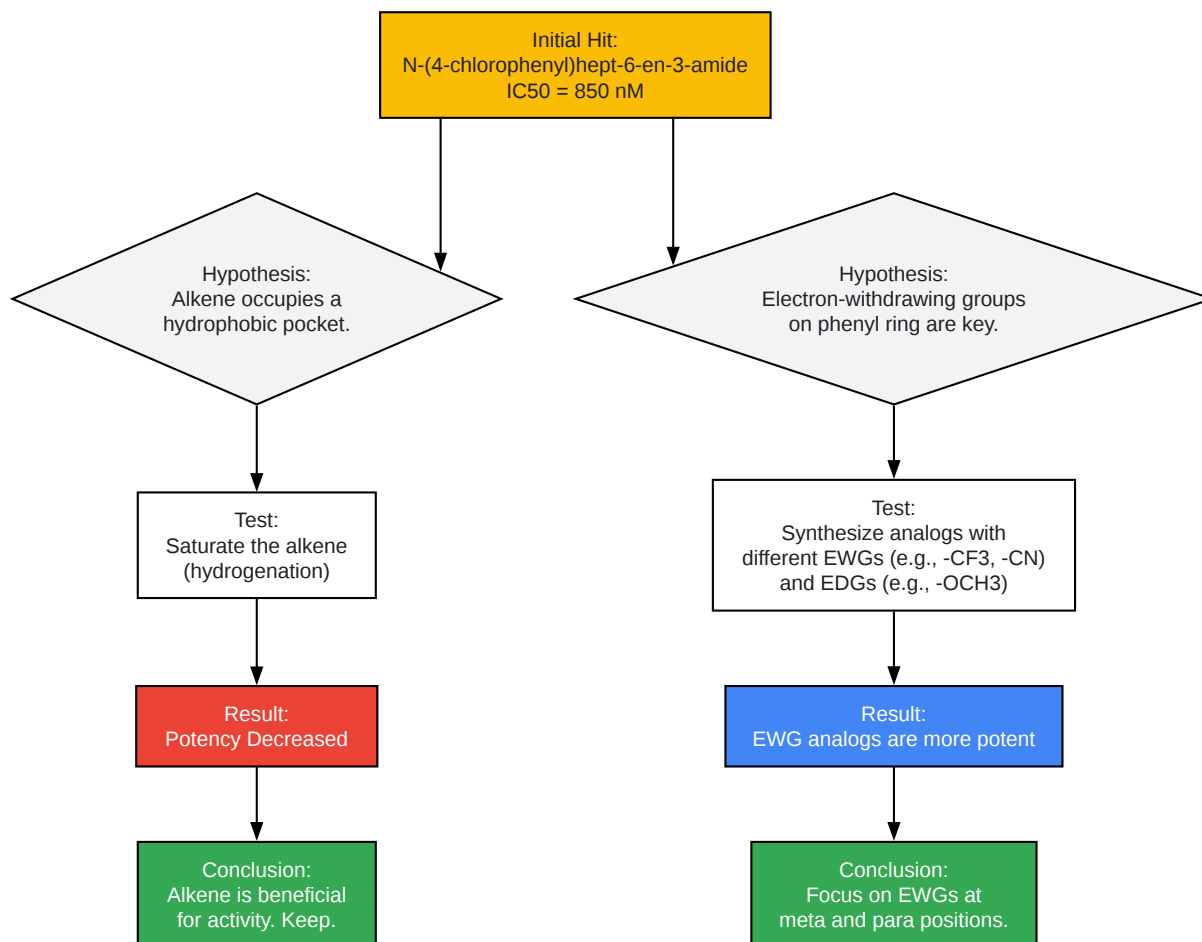 Initial Hit:
N-(4-chlorophenyl)hept-6-en-3-amide
IC50 = 850 nM
Hypothesis:
Alkene occupies a
hydrophobic pocket.
Hypothesis:
Electron-withdrawing groups
on phenyl ring are key.
Test:
Saturate the alkene
(hydrogenation)
Test:
Synthesize analogs with
different EWGs (e.g., -CF3, -CN)
and EDGs (e.g., -OCH3)
Result:
Potency Decreased
Result:
EWG analogs are more potent
Conclusion:
Alkene is beneficial
for activity. Keep.
Conclusion:
Focus on EWGs at
meta and para positions.